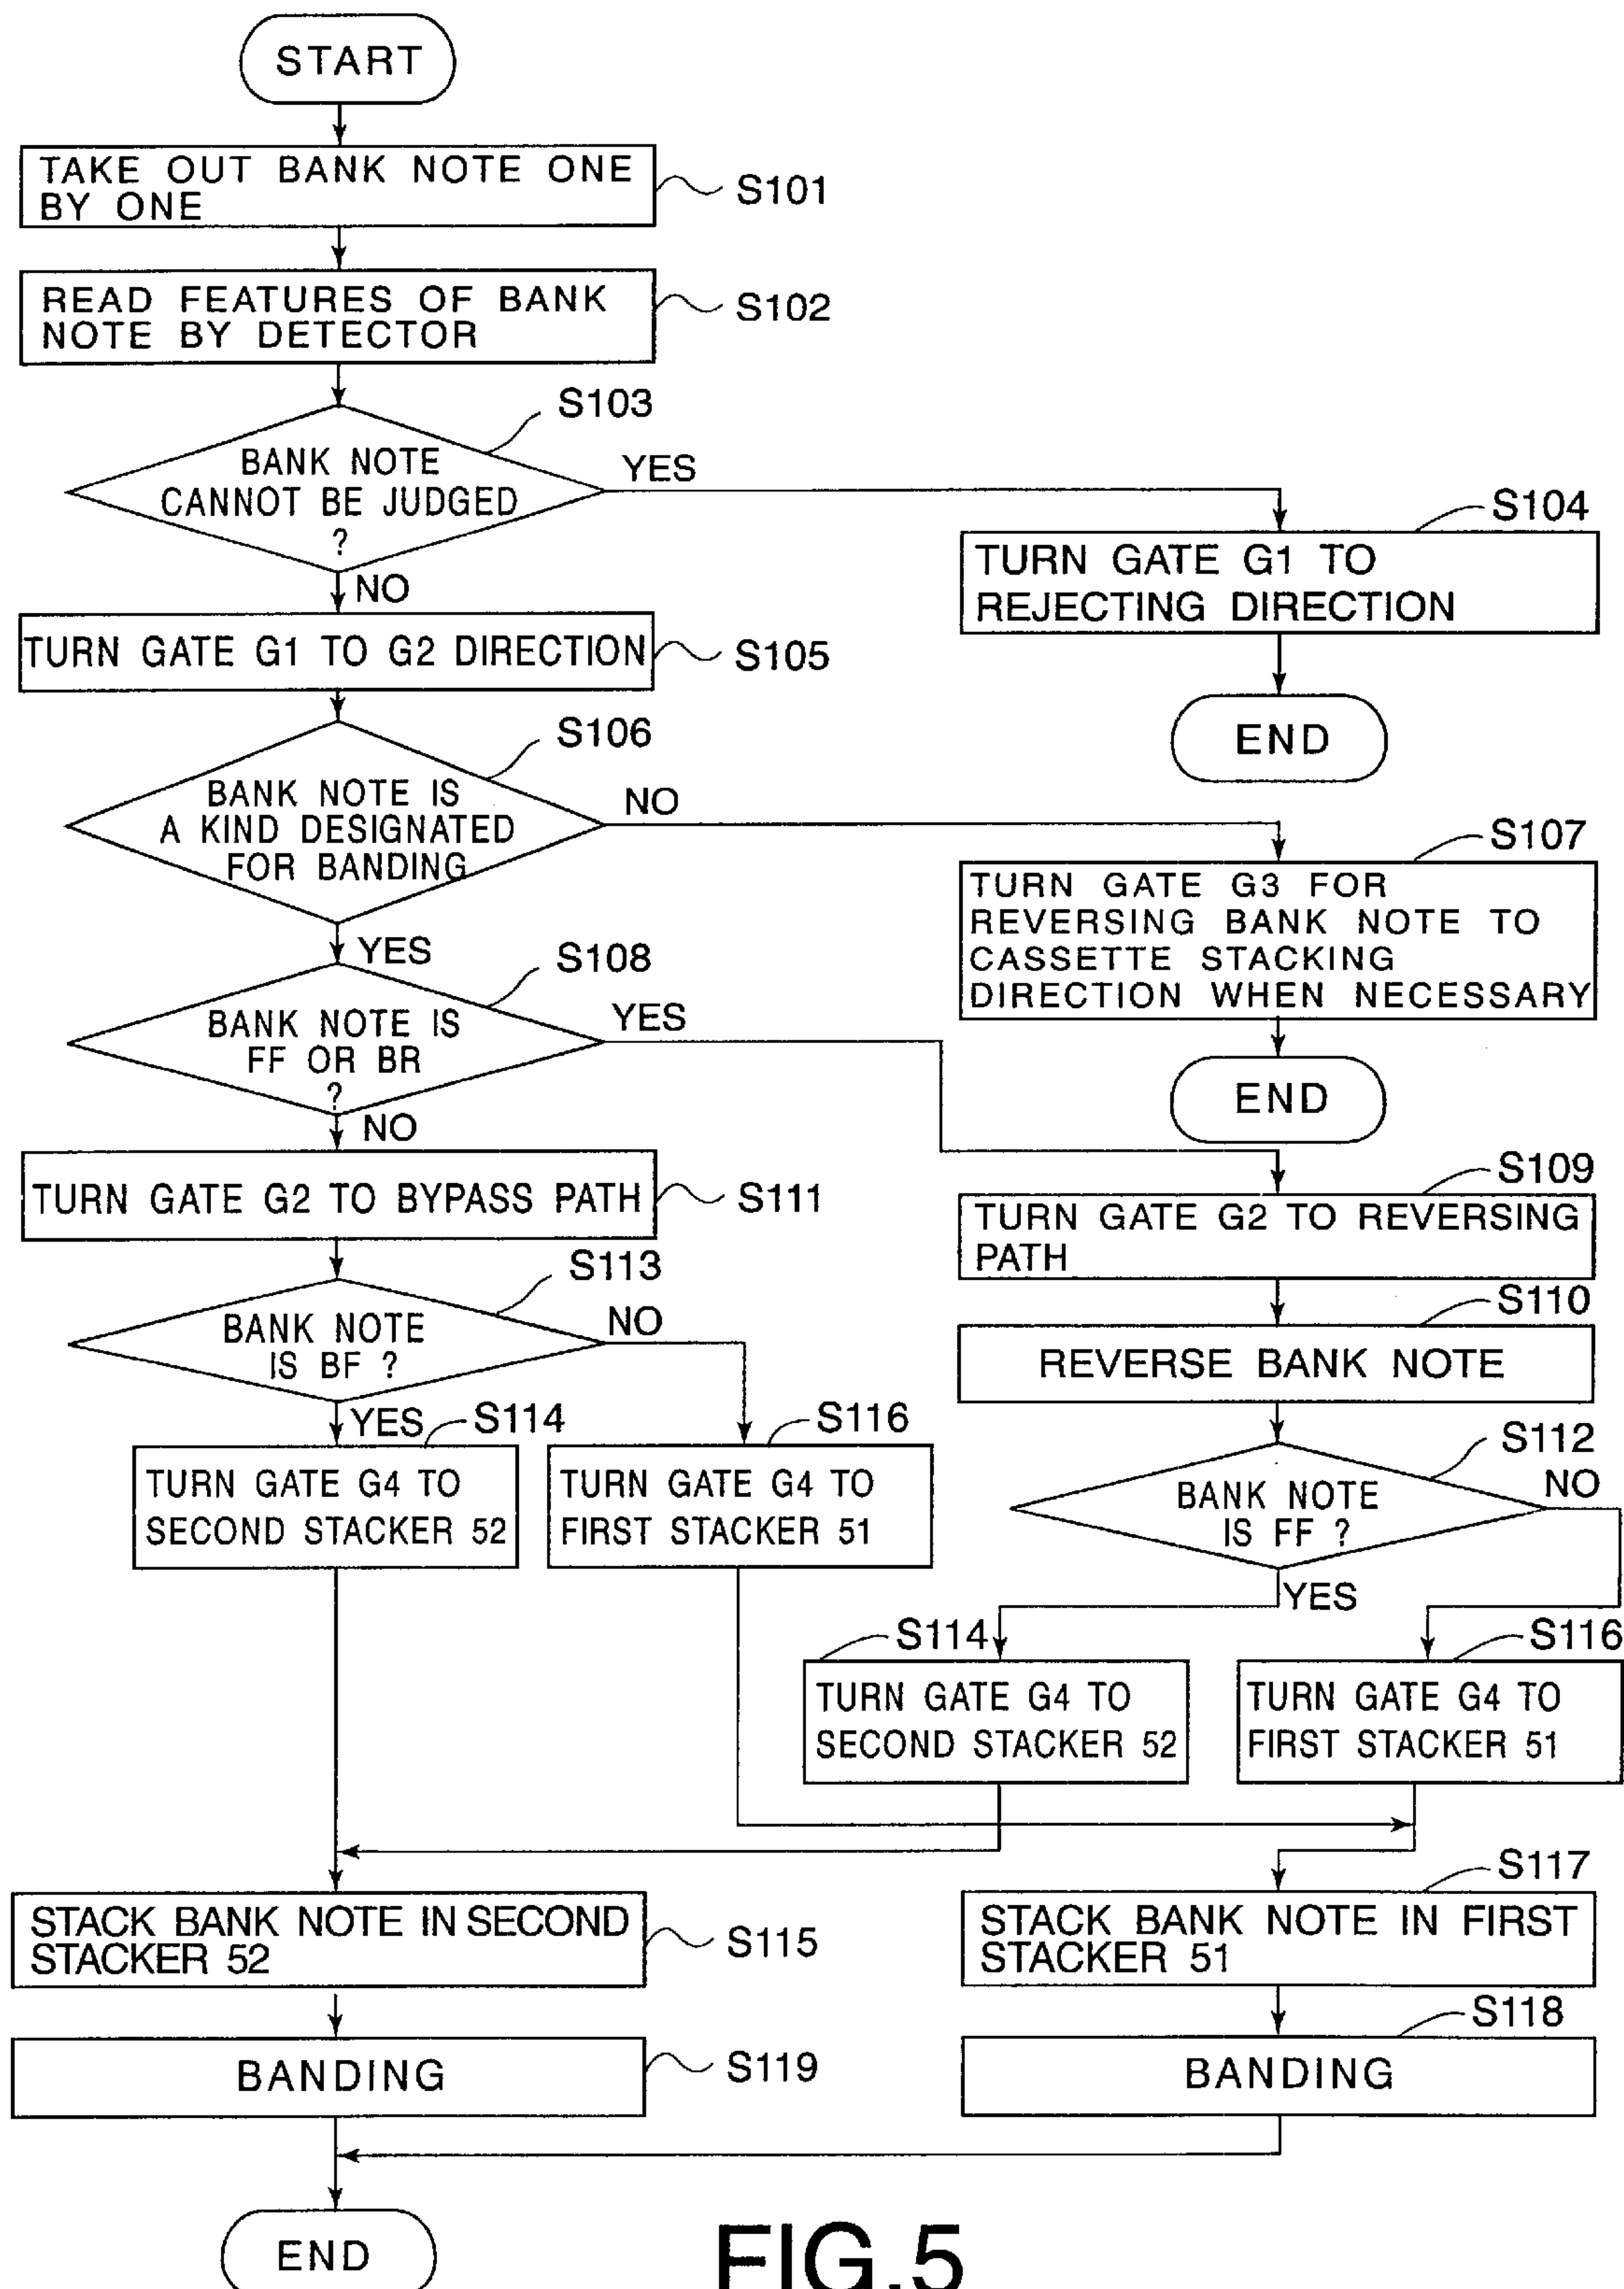 START
TAKE OUT BANK NOTE ONE
BY ONE
S101
READ FEATURES OF BANK
NOTE BY DETECTOR
S102
S103
BANK NOTE
CANNOT BE JUDGED
?
YES
NO
S104
TURN GATE G1 TO
REJECTING DIRECTION
END
TURN GATE G1 TO G2 DIRECTION
S105
S106
BANK NOTE IS
A KIND DESIGNATED
FOR BANDING
NO
YES
S107
TURN GATE G3 FOR
REVERSING BANK NOTE TO
CASSETTE STACKING
DIRECTION WHEN NECESSARY
END
S108
BANK NOTE IS
FF OR BR
?
YES
NO
S109
TURN GATE G2 TO REVERSING
PATH
S110
REVERSE BANK NOTE
TURN GATE G2 TO BYPASS PATH
S111
S113
BANK NOTE
IS BF ?
NO
YES
S114
TURN GATE G4 TO
SECOND STACKER 52
S116
TURN GATE G4 TO
FIRST STACKER 51
S112
BANK NOTE
IS FF ?
NO
YES
S114
TURN GATE G4 TO
SECOND STACKER 52
S116
TURN GATE G4 TO
FIRST STACKER 51
STACK BANK NOTE IN SECOND
STACKER 52
S115
S117
STACK BANK NOTE IN FIRST
STACKER 51
BANDING
S119
S118
BANDING
END
FIG.5